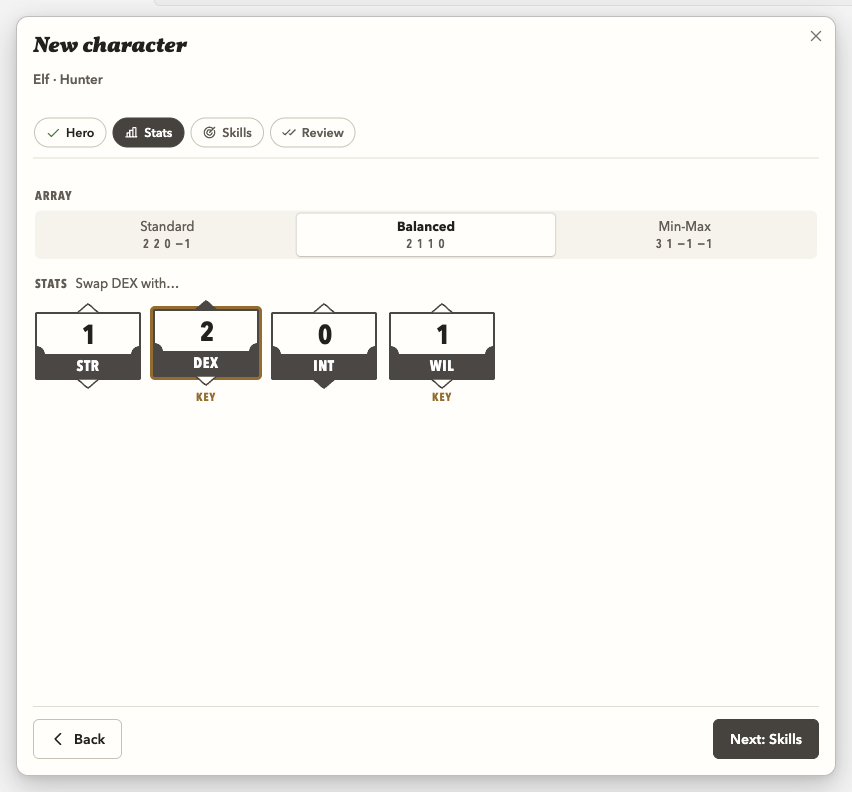 New character
Elf · Hunter
Hero
Stats
Skills
Review
ARRAY
Standard
2 2 0 −1
Balanced
2 1 1 0
Min-Max
3 1 −1 −1
STATS Swap DEX with...
1
STR
2
DEX
KEY
0
INT
1
WIL
KEY
Back
Next: Skills